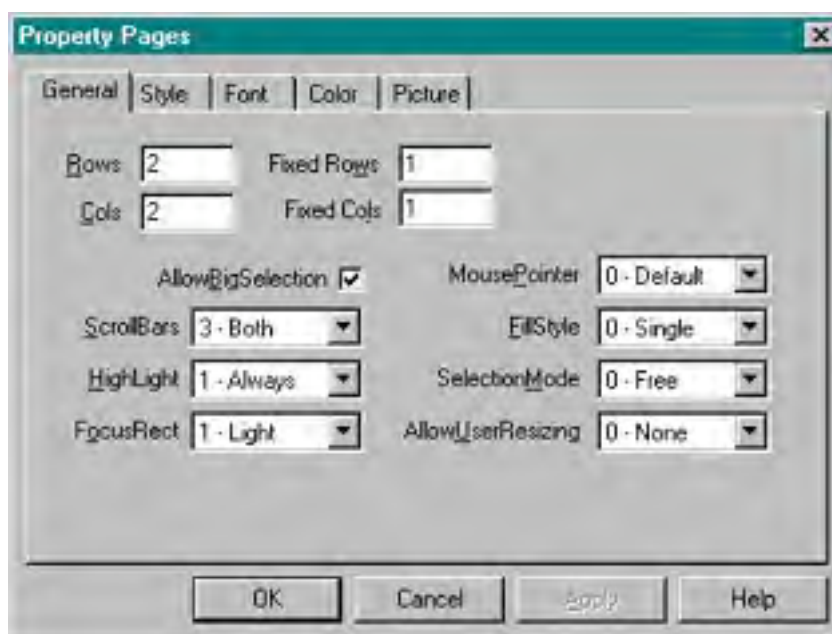 Property Pages
General Style Font Color Picture
Rows 2 Fixed Rows 1
Cols 2 Fixed Cols 1
AllowBigSelection MousePointer 0 - Default
ScrollBars 3 - Both FillStyle 0 - Single
HighLight 1 - Always SelectionMode 0 - Free
FocusRect 1 - Light AllowUserResizing 0 - None
OK Cancel Apply Help